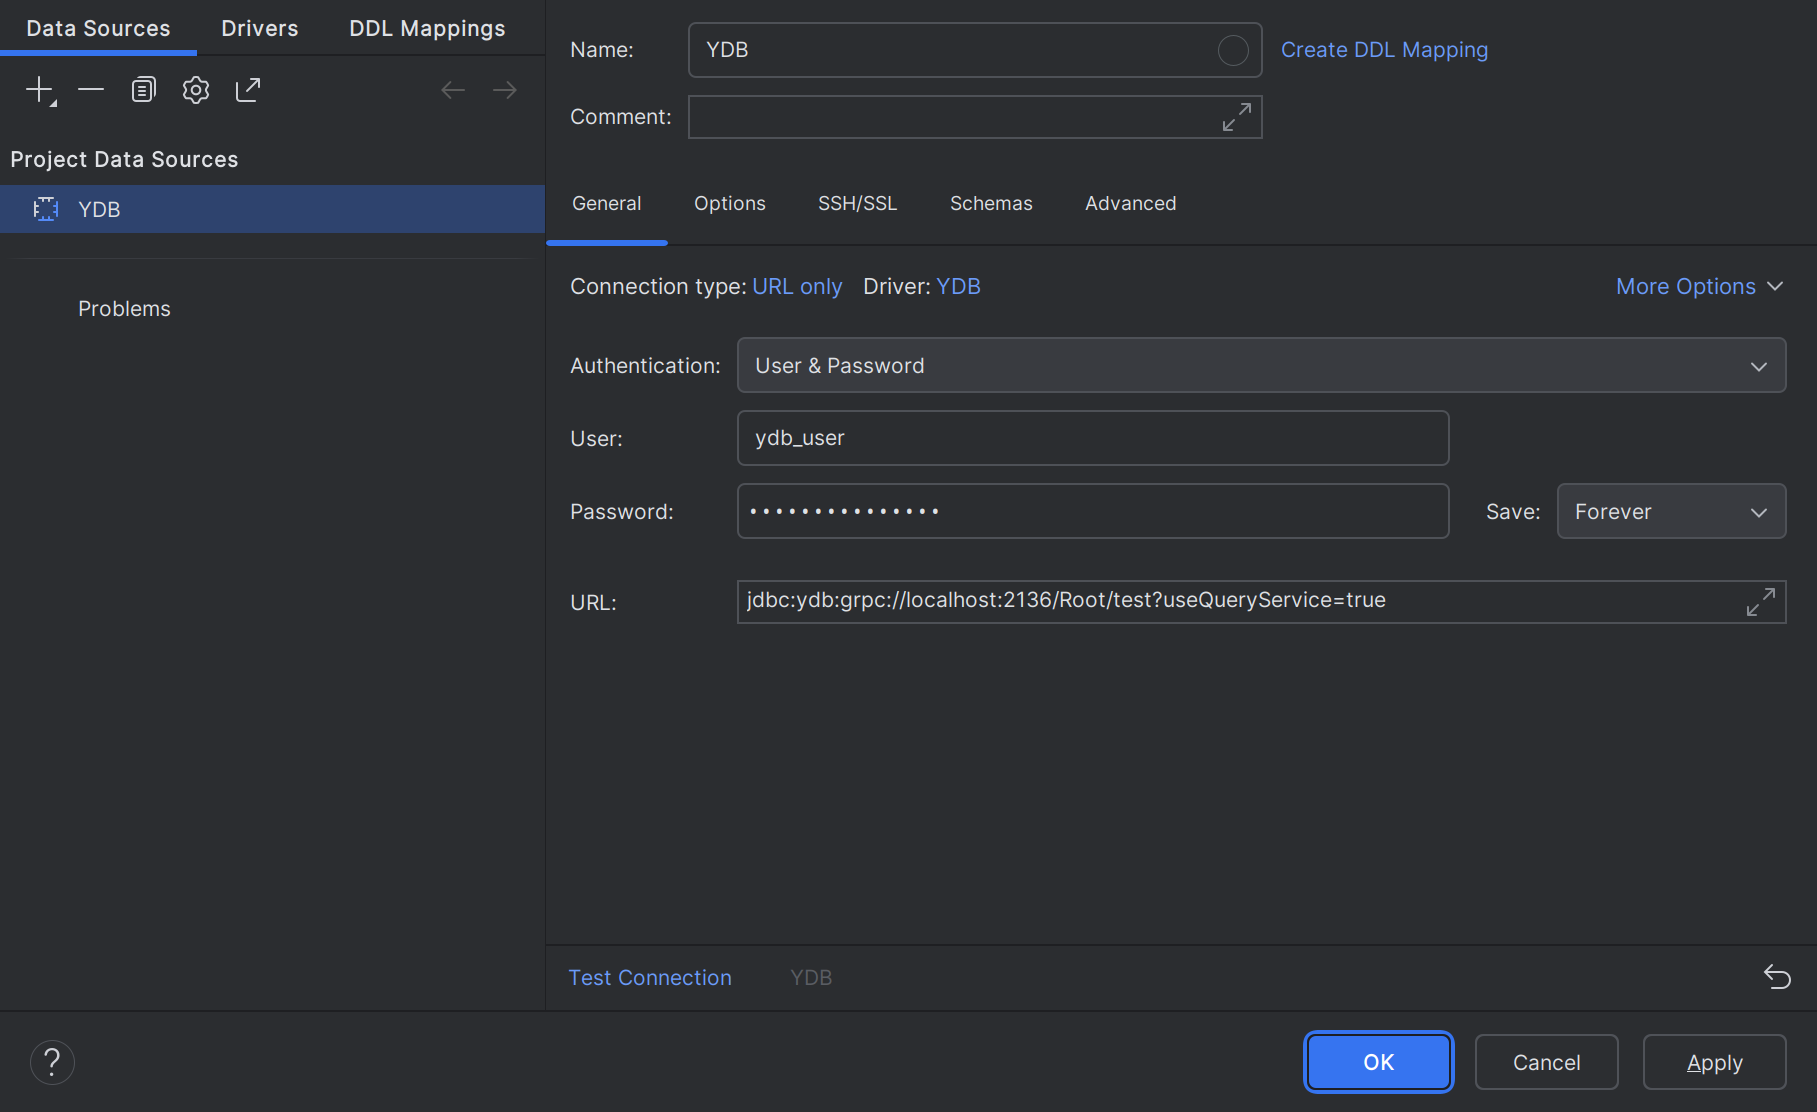 Data Sources
Drivers
DDL Mappings
Project Data Sources
YDB
Problems
Name:
YDB
Create DDL Mapping
Comment:
General
Options
SSH/SSL
Schemas
Advanced
Connection type: URL only
Driver: YDB
More Options
Authentication:
User & Password
User:
ydb_user
Password:
•••••••••••••••
Save:
Forever
URL:
jdbc:ydb:grpc://localhost:2136/Root/test?useQueryService=true
Test Connection
YDB
?
OK
Cancel
Apply